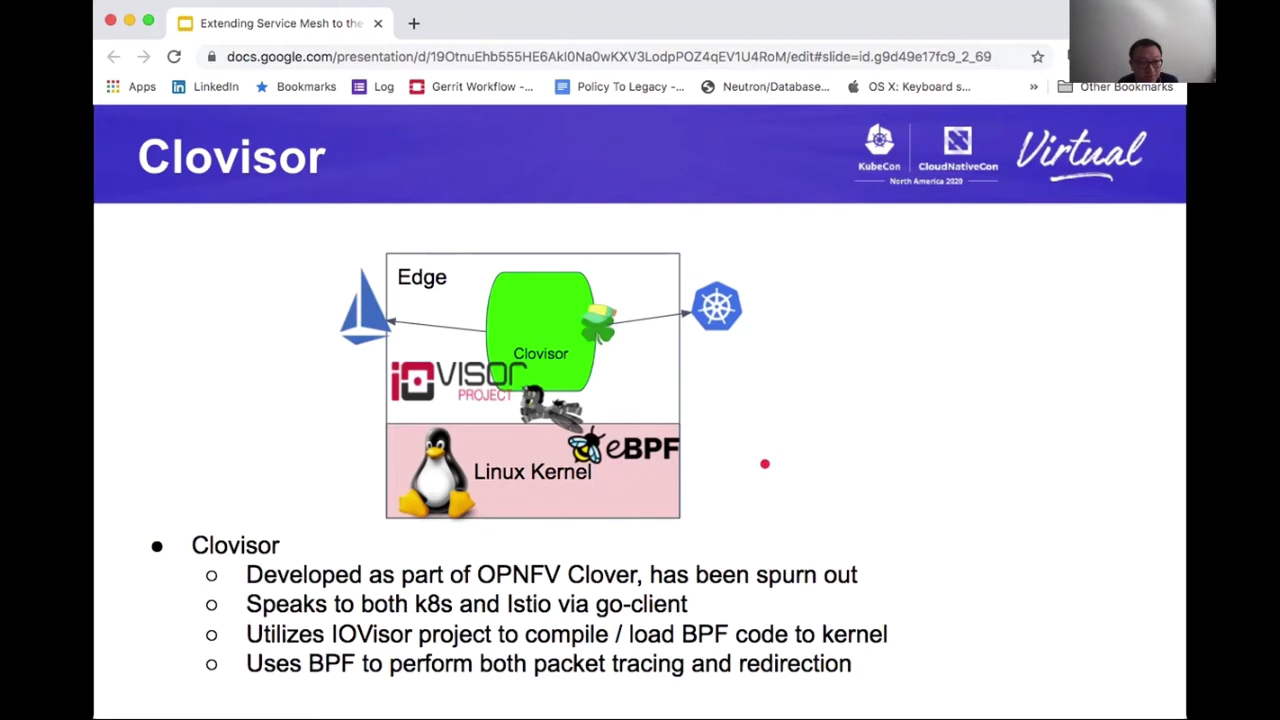 Extending Service Mesh to the
docs.google.com/presentation/d/19OtnuEhb555HE6AkI0Na0wKXV3LodpPOZ4qEV1U4RoM/edit#slide=id.g9d49e17fc9_2_69
Apps LinkedIn Bookmarks Log Gerrit Workflow -... Policy To Legacy -... Neutron/Database... OS X: Keyboard s... » Other Bookmarks
Clovisor
KubeCon CloudNativeCon Virtual
North America 2020
Edge
Clovisor
IOVISOR
PROJECT
eBPF
Linux Kernel
● Clovisor
○ Developed as part of OPNFV Clover, has been spurn out
○ Speaks to both k8s and Istio via go-client
○ Utilizes IOVisor project to compile / load BPF code to kernel
○ Uses BPF to perform both packet tracing and redirection